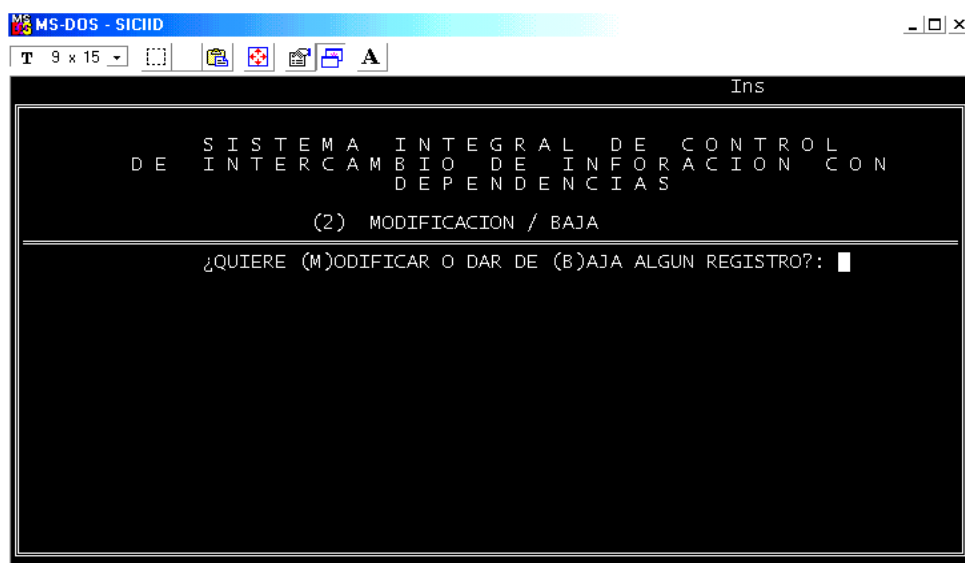 MS-DOS - SICIID
T 9 x 15 A
Ins
S I S T E M A I N T E G R A L D E C O N T R O L
D E I N T E R C A M B I O D E I N F O R A C I O N C O N
D E P E N D E N C I A S
(2) MODIFICACION / BAJA
¿QUIERE (M)ODIFICAR O DAR DE (B)AJA ALGUN REGISTRO?: